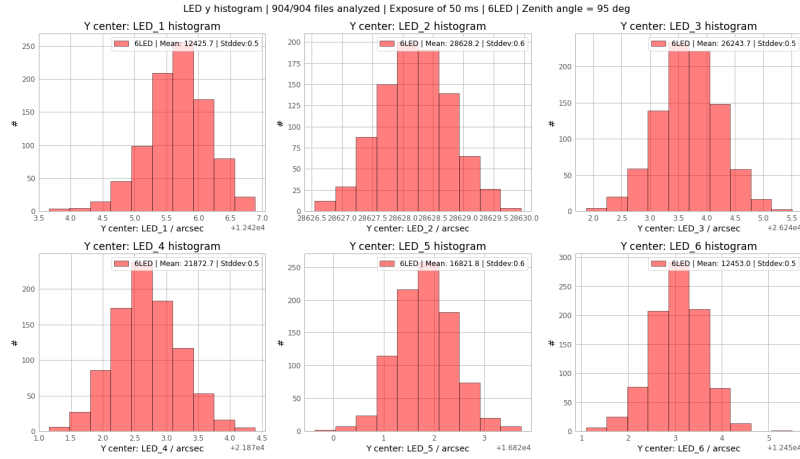 LED y histogram | 904/904 files analyzed | Exposure of 50 ms | 6LED | Zenith angle = 95 deg
Y center: LED_1 histogram
6LED | Mean: 12425.7 | Stddev:0.5
#
250
200
150
100
50
0
3.5 4.0 4.5 5.0 5.5 6.0 6.5 7.0
Y center: LED_1 / arcsec
+1.242e4
Y center: LED_2 histogram
6LED | Mean: 28628.2 | Stddev:0.6
#
200
175
150
125
100
75
50
25
0
28626.5 28627.0 28627.5 28628.0 28628.5 28629.0 28629.5 28630.0
Y center: LED_2 / arcsec
Y center: LED_3 histogram
6LED | Mean: 26243.7 | Stddev:0.5
#
200
150
100
50
0
2.0 2.5 3.0 3.5 4.0 4.5 5.0 5.5
Y center: LED_3 / arcsec
+2.624e4
Y center: LED_4 histogram
6LED | Mean: 21872.7 | Stddev:0.5
#
200
150
100
50
0
1.0 1.5 2.0 2.5 3.0 3.5 4.0 4.5
Y center: LED_4 / arcsec
+2.187e4
Y center: LED_5 histogram
6LED | Mean: 16821.8 | Stddev:0.6
#
250
200
150
100
50
0
0 1 2 3
Y center: LED_5 / arcsec
+1.682e4
Y center: LED_6 histogram
6LED | Mean: 12453.0 | Stddev:0.5
#
300
250
200
150
100
50
0
1 2 3 4 5
Y center: LED_6 / arcsec
+1.245e4